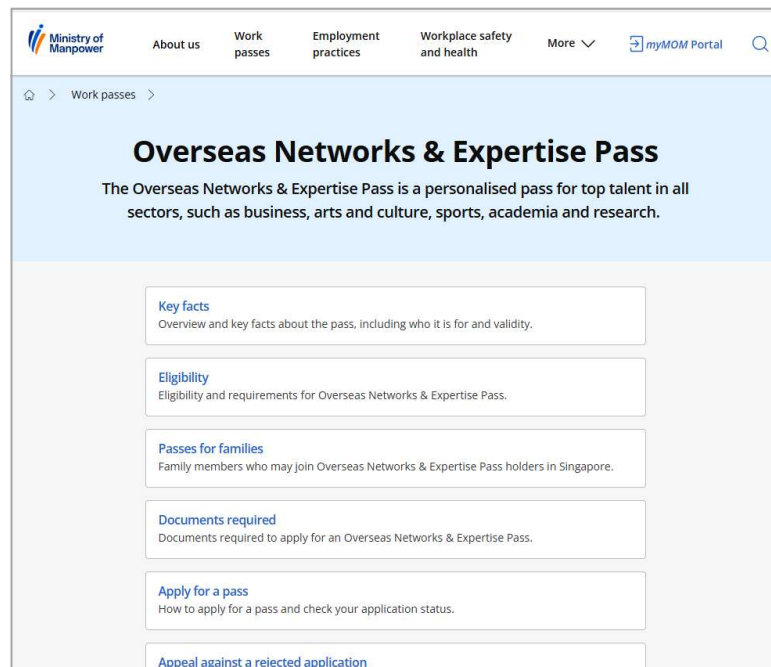 Ministry of
Manpower
About us
Work
passes
Employment
practices
Workplace safety
and health
More
myMOM Portal
Work passes
Overseas Networks & Expertise Pass
The Overseas Networks & Expertise Pass is a personalised pass for top talent in all
sectors, such as business, arts and culture, sports, academia and research.
Key facts
Overview and key facts about the pass, including who it is for and validity.
Eligibility
Eligibility and requirements for Overseas Networks & Expertise Pass.
Passes for families
Family members who may join Overseas Networks & Expertise Pass holders in Singapore.
Documents required
Documents required to apply for an Overseas Networks & Expertise Pass.
Apply for a pass
How to apply for a pass and check your application status.
Appeal against a rejected application